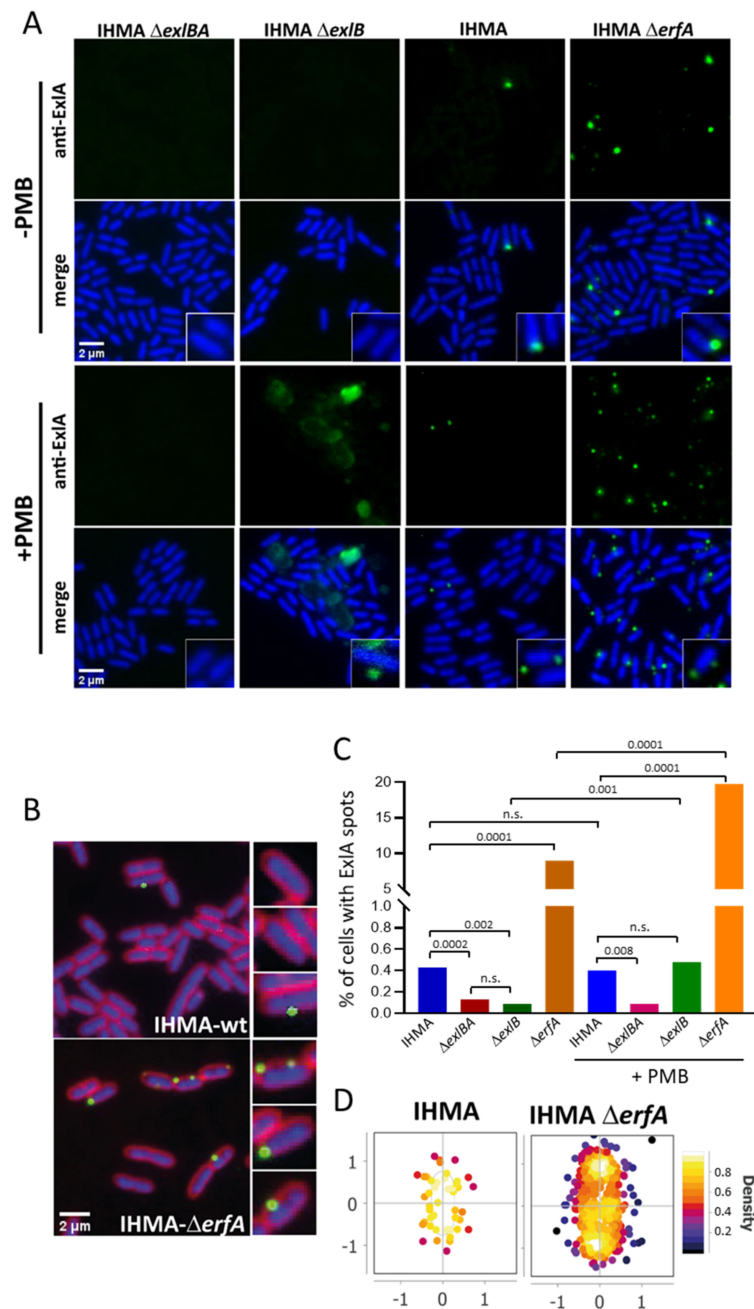 A
IHMA ΔexlBA
IHMA ΔexlB
IHMA
IHMA ΔerfA
-PMB
anti-ExlA
merge
2 μm
+PMB
anti-ExlA
merge
2 μm
B
IHMA-wt
2 μm
IHMA-ΔerfA
C
% of cells with ExlA spots
20
15
10
5
1.0
0.8
0.6
0.4
0.2
0.0
0.0001
0.0001
0.001
n.s.
0.0001
0.002
0.0002
n.s.
n.s.
0.008
IHMA
ΔexlBA
ΔexlB
ΔerfA
IHMA
ΔexlBA
ΔexlB
ΔerfA
+ PMB
D
IHMA
IHMA ΔerfA
1
0
-1
-1 0 1
-1 0 1
0.8
0.6
0.4
0.2
Density